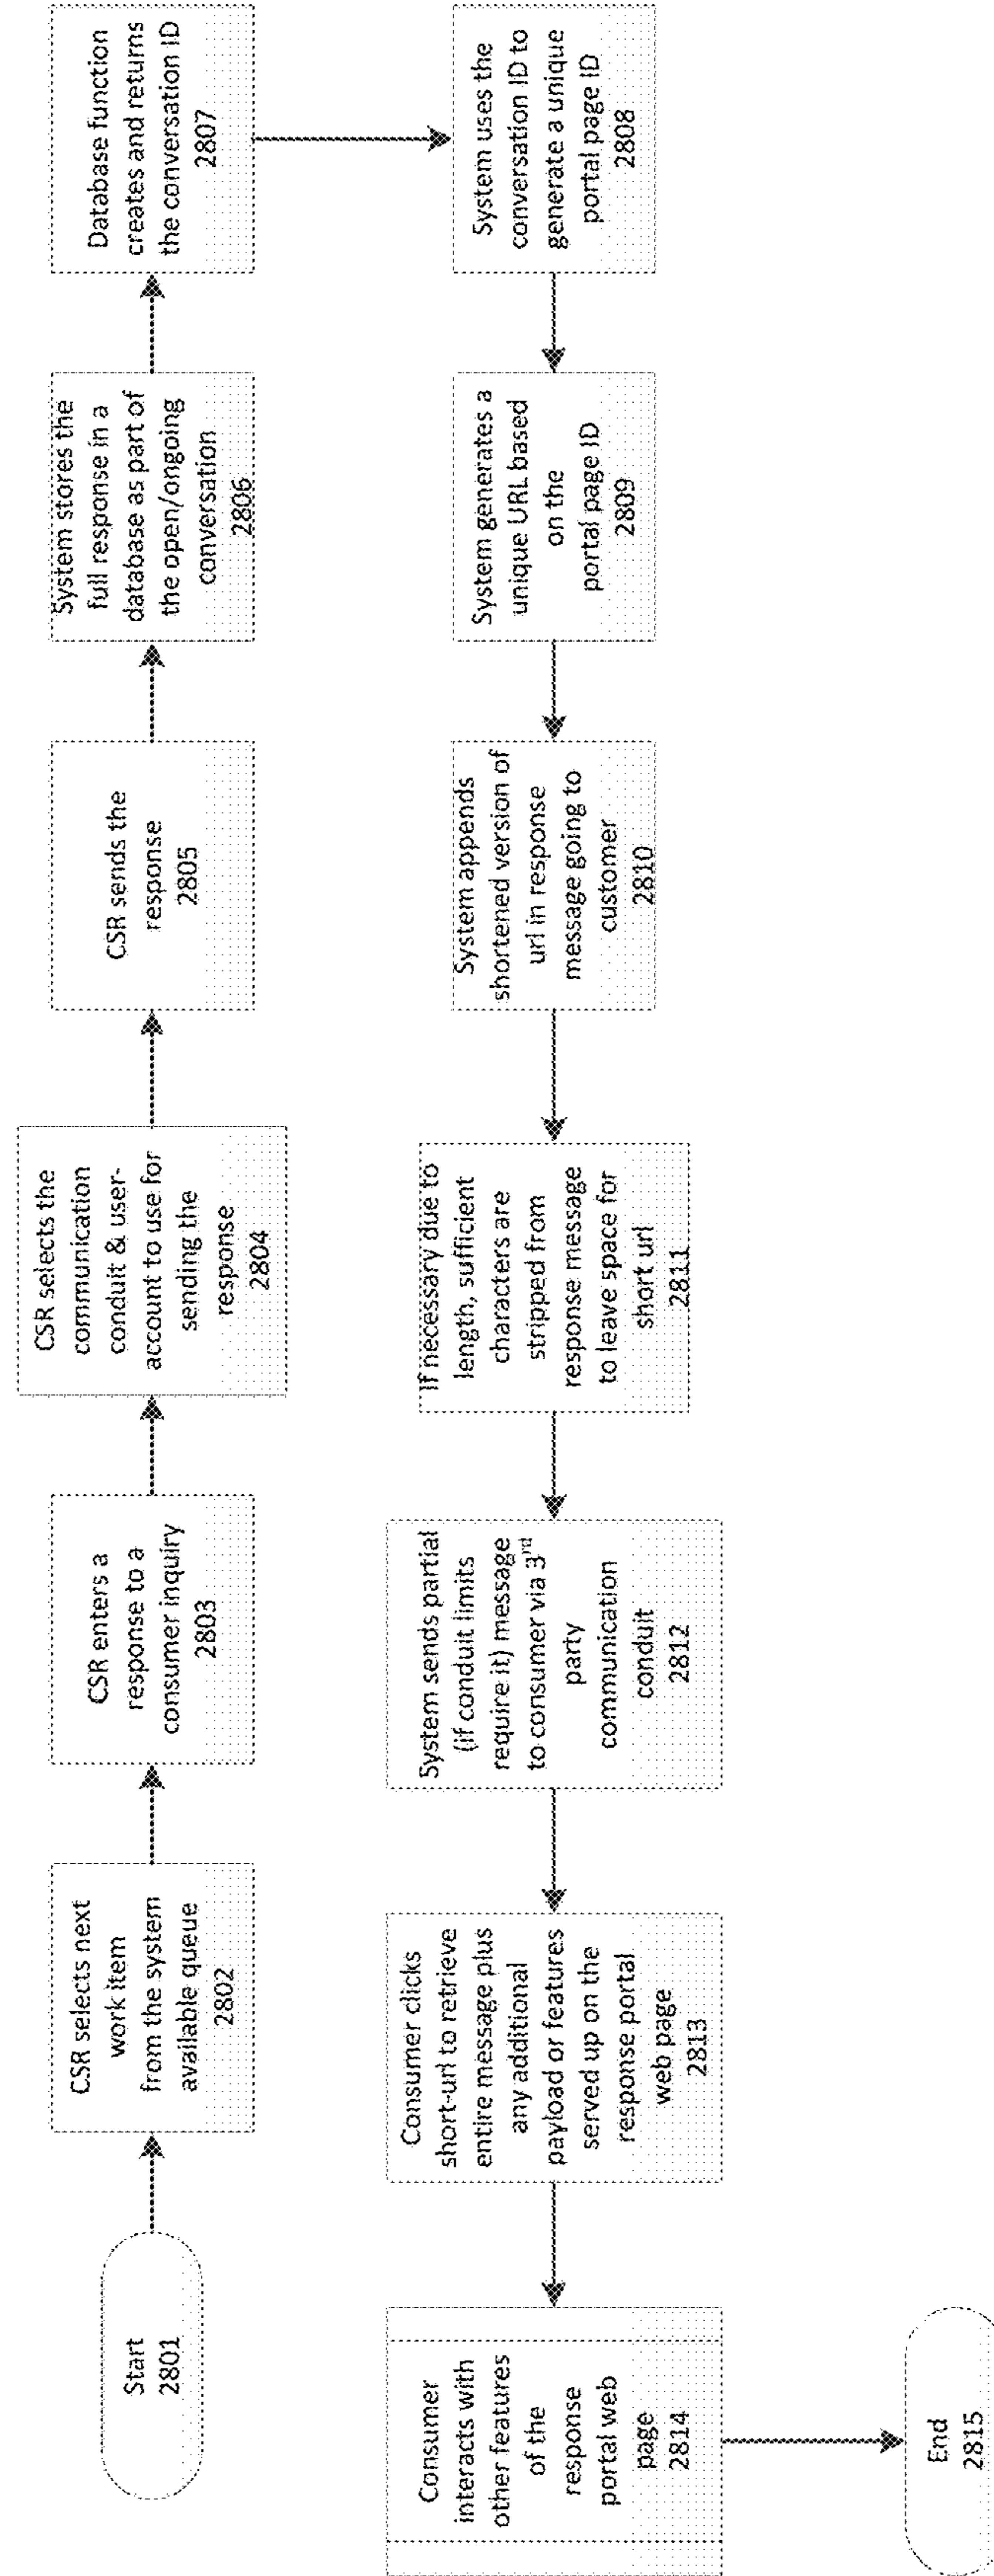 Start
2801
CSR selects next
work item
from the system
available queue
2802
CSR enters a
response to a
consumer inquiry
2803
CSR selects the
communication
conduit & user-
account to use for
sending the
response
2804
CSR sends the
response
2805
System stores the
full response in a
database as part of
the open/ongoing
conversation
2806
Database function
creates and returns
the conversation ID
2807
System uses the
conversation ID to
generate a unique
portal page ID
2808
System generates a
unique URL based
on the
portal page ID
2809
System appends
shortened version of
url in response
message going to
customer
2810
If necessary due to
length, sufficient
characters are
stripped from
response message
to leave space for
short url
2811
System sends partial
(if conduit limits
require it) message
to consumer via 3rd
party
communication
conduit
2812
Consumer clicks
short-url to retrieve
entire message plus
any additional
payload or features
served up on the
response portal
web page
2813
Consumer
interacts with
other features
of the
response
portal web
page
2814
End
2815